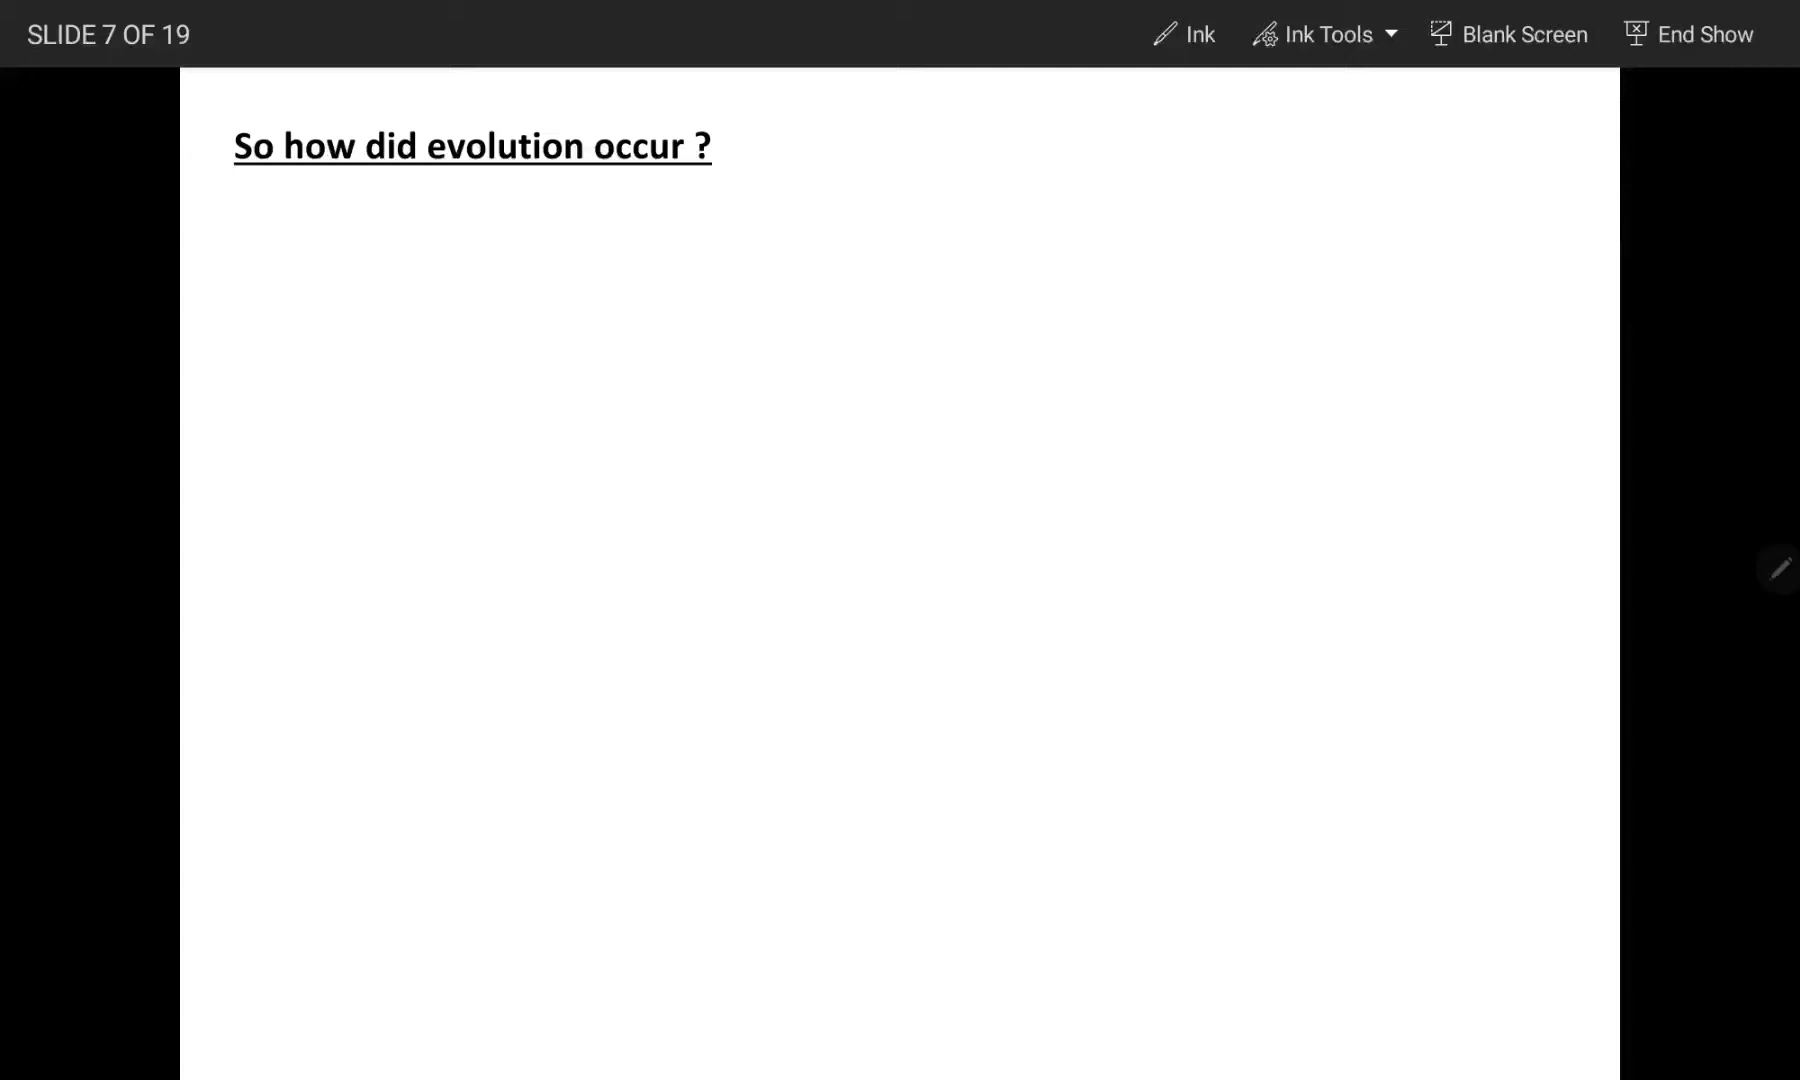 SLIDE 7 OF 19 Ink Ink Tools Blank Screen End Show
So how did evolution occur ?